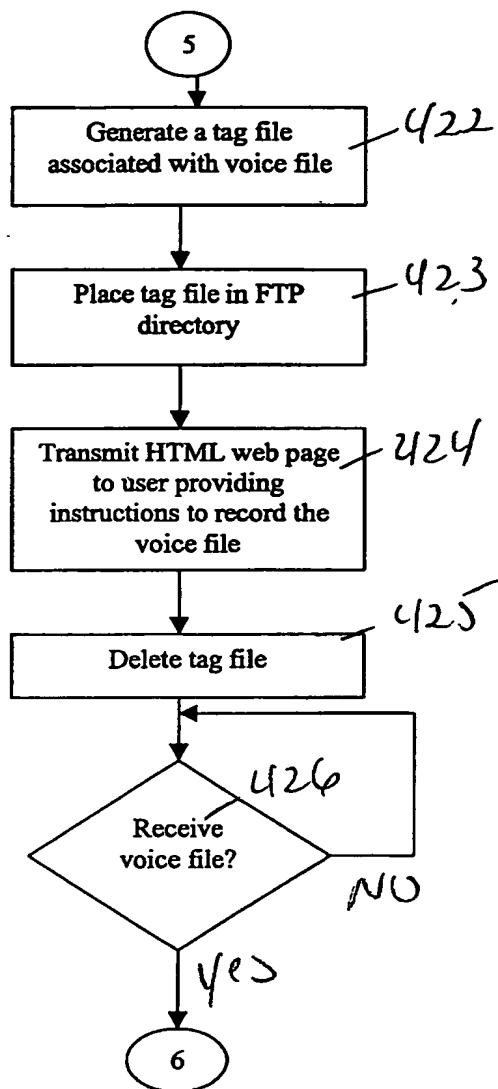 5
Generate a tag file
associated with voice file
422
Place tag file in FTP
directory
423
Transmit HTML web page
to user providing
instructions to record the
voice file
424
Delete tag file
425
426
Receive
voice file?
NO
yes
6